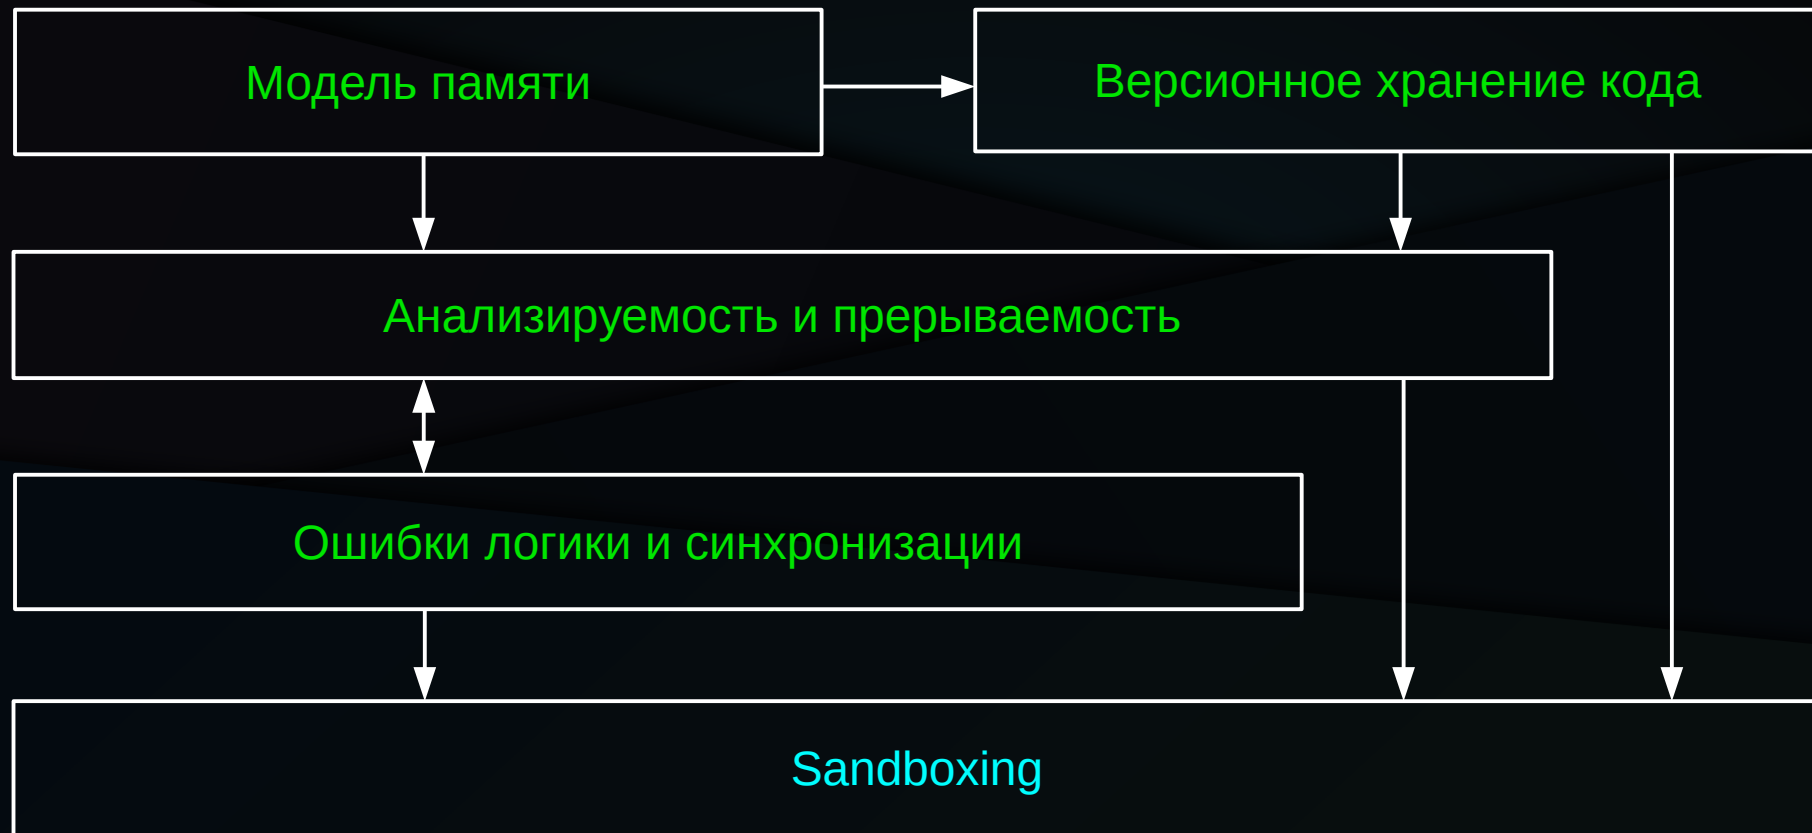 Модель памяти
Версионное хранение кода
Анализируемость и прерываемость
Ошибки логики и синхронизации
Sandboxing